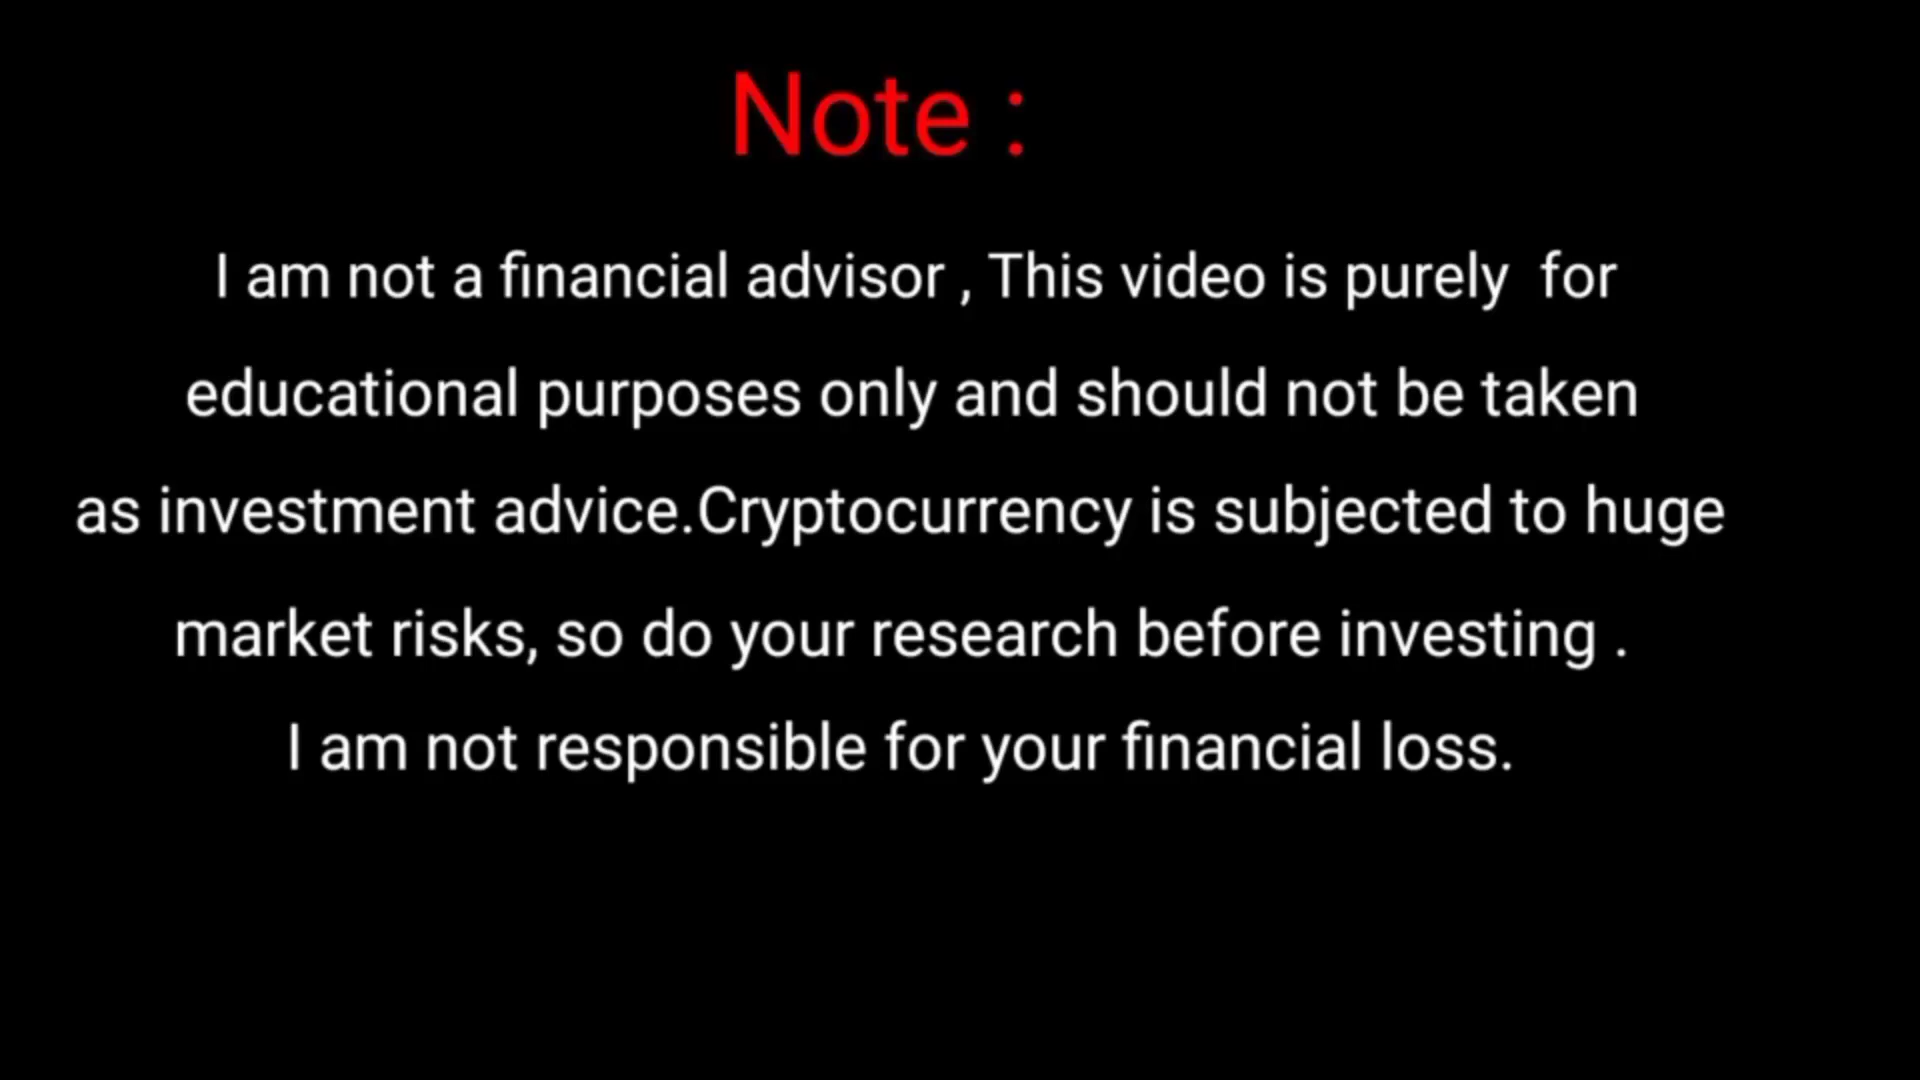 Note :
I am not a financial advisor , This video is purely  for
educational purposes only and should not be taken
as investment advice.Cryptocurrency is subjected to huge
market risks, so do your research before investing .
I am not responsible for your financial loss.